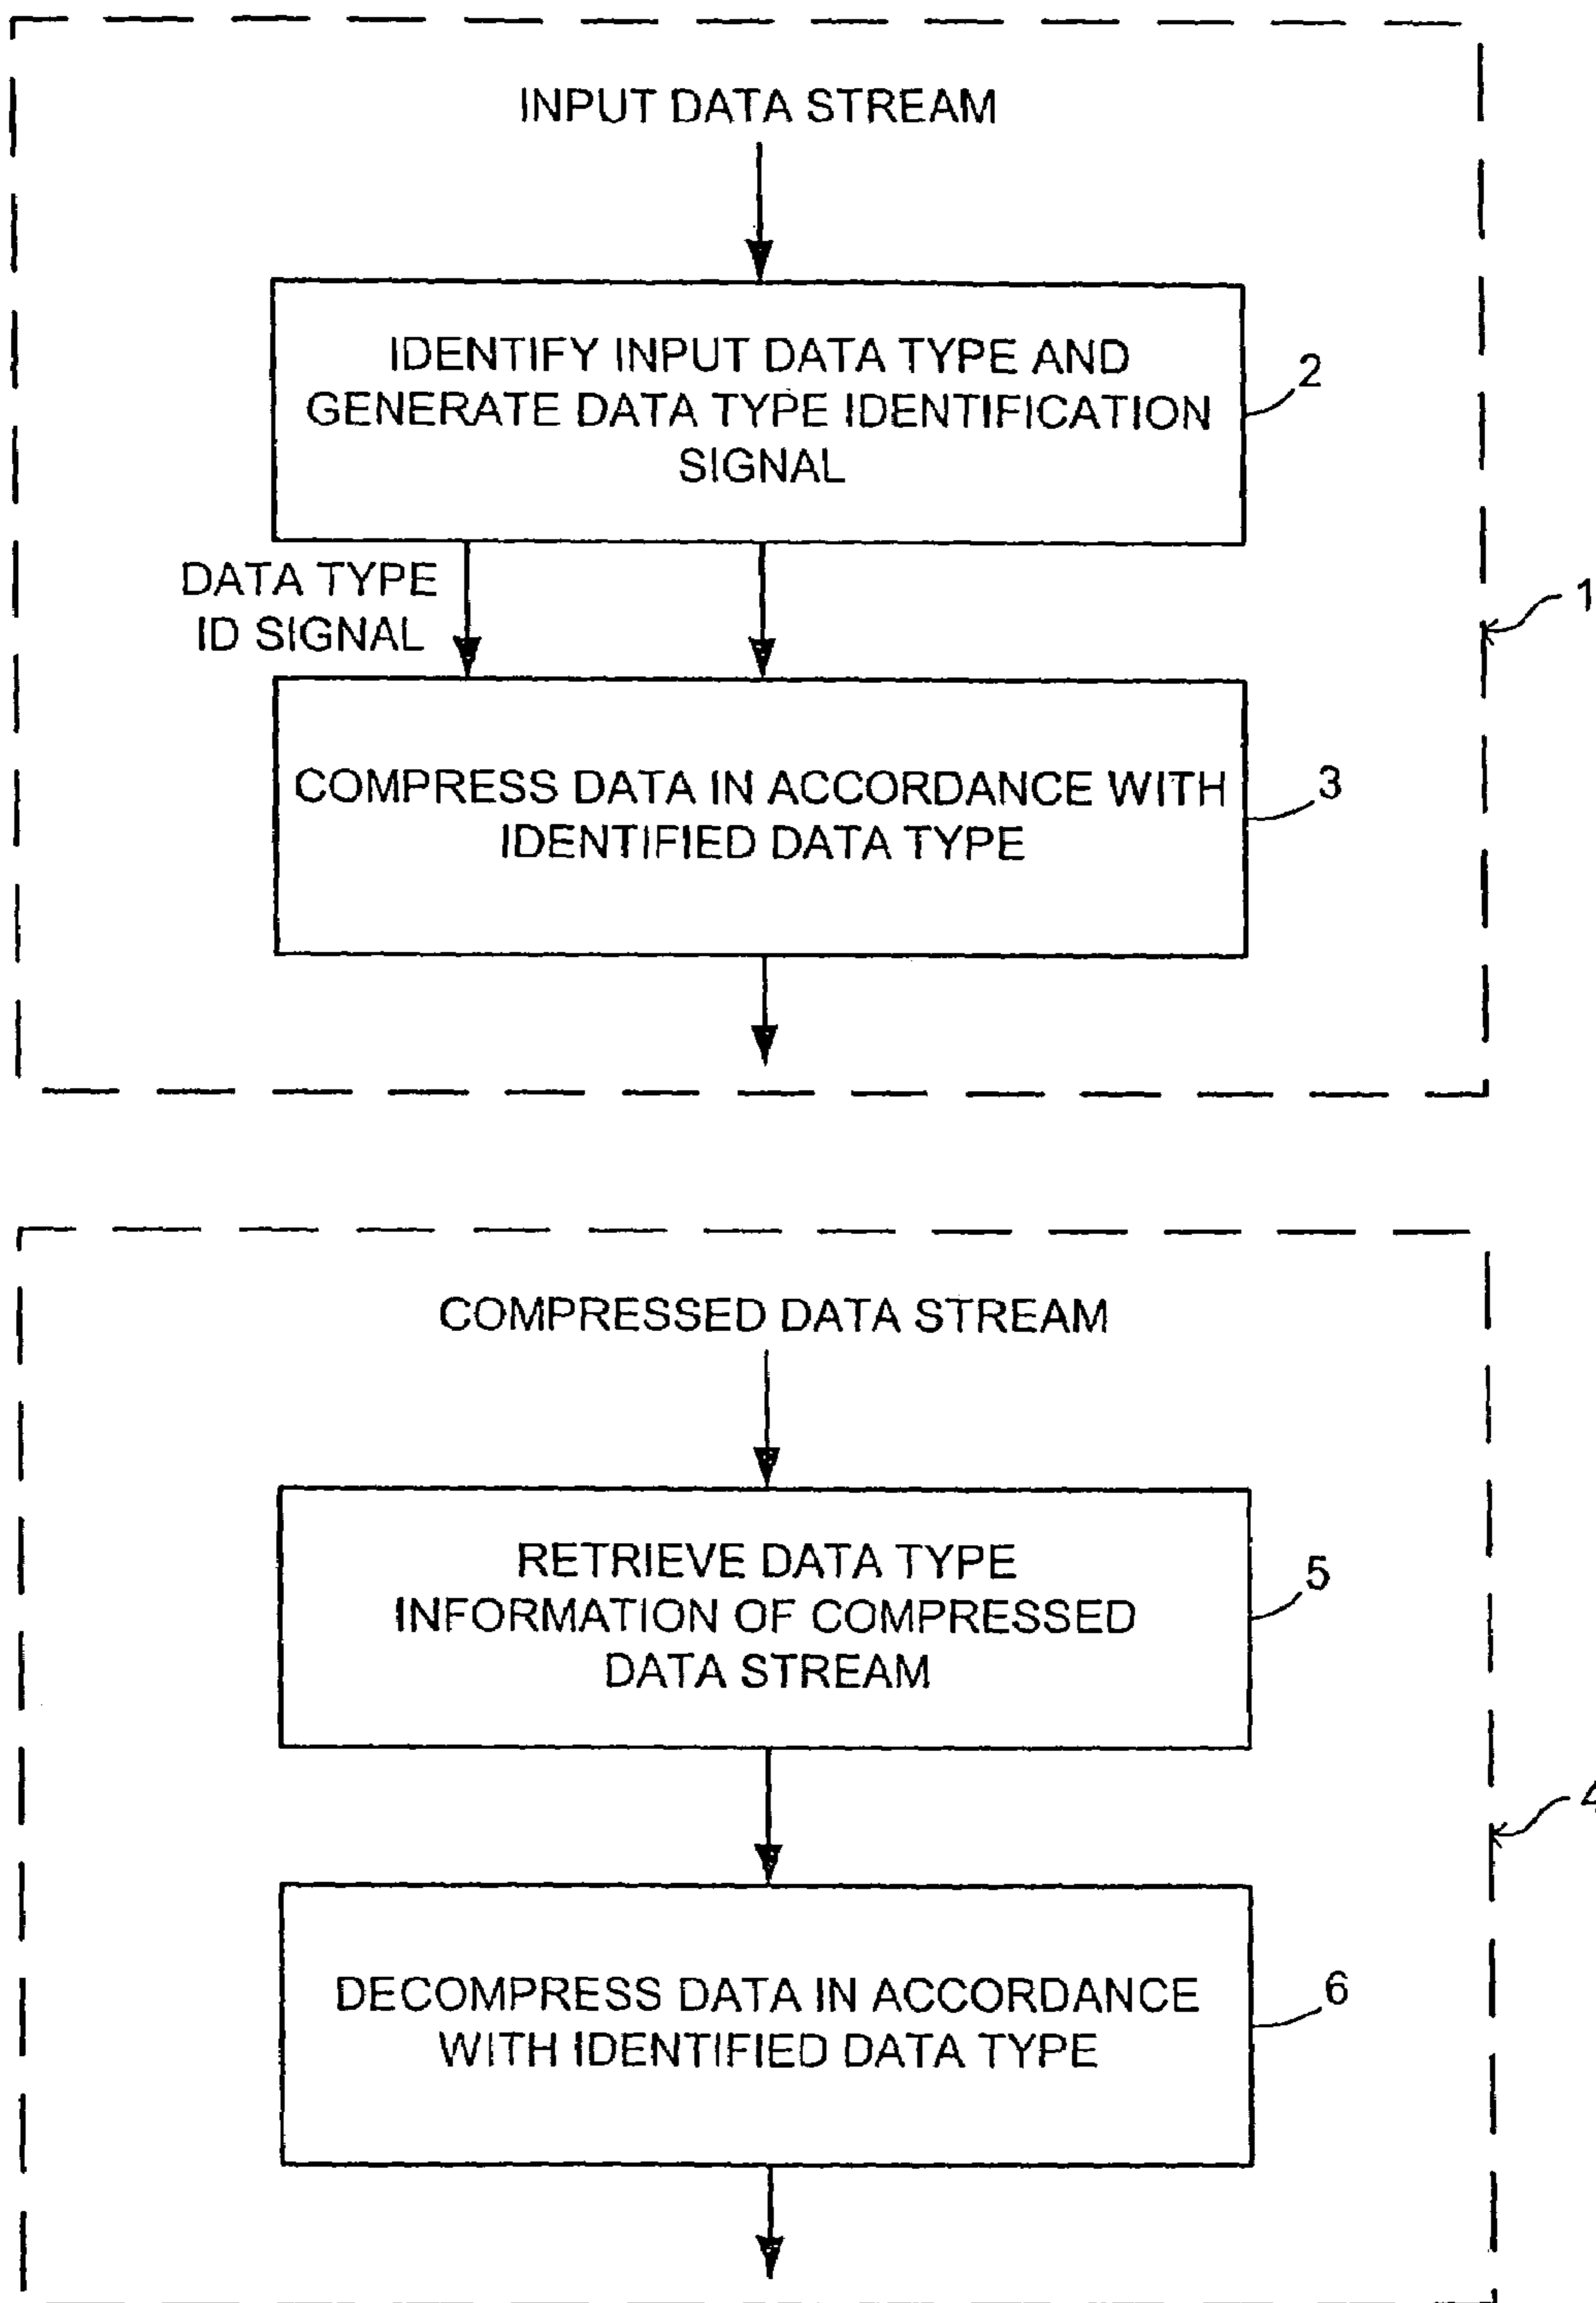 INPUT DATA STREAM
IDENTIFY INPUT DATA TYPE AND
GENERATE DATA TYPE IDENTIFICATION
SIGNAL
2
DATA TYPE
ID SIGNAL
1
COMPRESS DATA IN ACCORDANCE WITH
IDENTIFIED DATA TYPE
3
COMPRESSED DATA STREAM
RETRIEVE DATA TYPE
INFORMATION OF COMPRESSED
DATA STREAM
5
4
DECOMPRESS DATA IN ACCORDANCE
WITH IDENTIFIED DATA TYPE
6